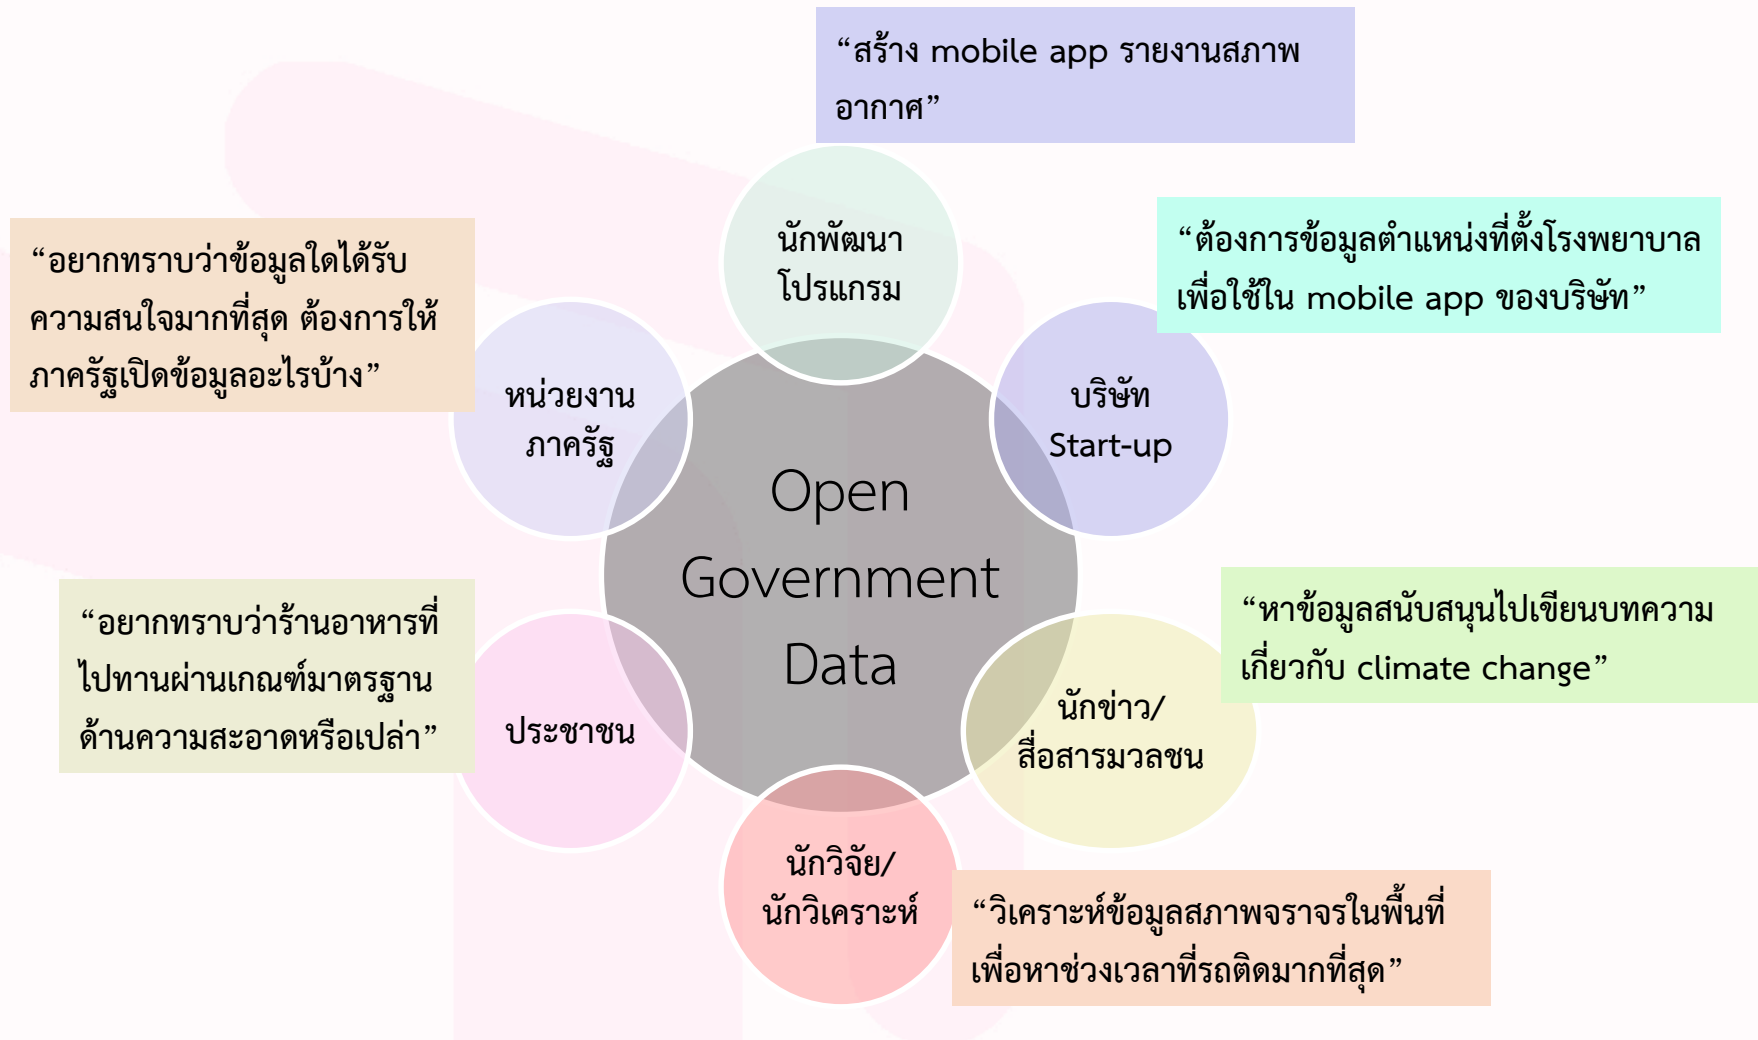 “สร้าง mobile app รายงานสภาพ
อากาศ”
นักพัฒนา
โปรแกรม
“ต้องการข้อมูลตำแหน่งที่ตั้งโรงพยาบาล
เพื่อใช้ใน mobile app ของบริษัท”
บริษัท
Start-up
“หาข้อมูลสนับสนุนไปเขียนบทความ
เกี่ยวกับ climate change”
นักข่าว/
สื่อสารมวลชน
“วิเคราะห์ข้อมูลสภาพจราจรในพื้นที่
เพื่อหาช่วงเวลาที่รถติดมากที่สุด”
นักวิจัย/
นักวิเคราะห์
“อยากทราบว่าร้านอาหารที่
ไปทานผ่านเกณฑ์มาตรฐาน
ด้านความสะอาดหรือเปล่า”
ประชาชน
“อยากทราบว่าข้อมูลใดได้รับ
ความสนใจมากที่สุด ต้องการให้
ภาครัฐเปิดข้อมูลอะไรบ้าง”
หน่วยงาน
ภาครัฐ
Open
Government
Data